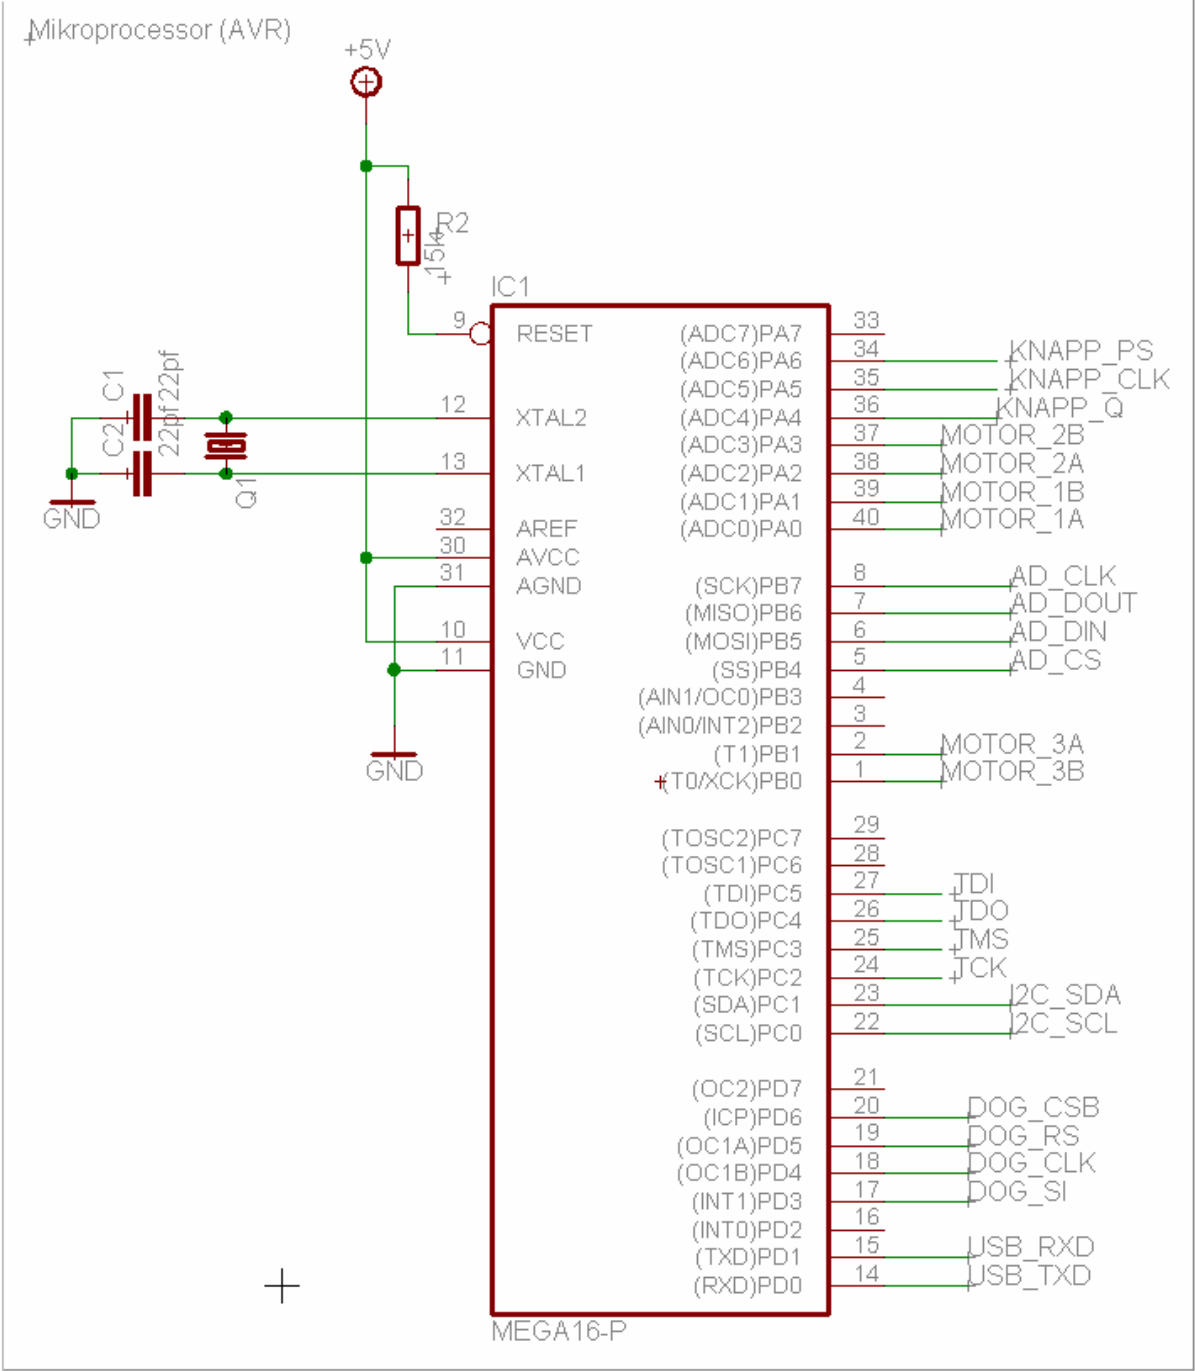 Mikroprocessor (AVR)
+5V
R2
15k
IC1
9 RESET (ADC7)PA7 33
(ADC6)PA6 34 KNAPP_PS
(ADC5)PA5 35 KNAPP_CLK
C1 22pf 12 XTAL2 (ADC4)PA4 36 KNAPP_Q
(ADC3)PA3 37 MOTOR_2B
C2 22pf 13 XTAL1 (ADC2)PA2 38 MOTOR_2A
Q1 (ADC1)PA1 39 MOTOR_1B
GND 32 AREF (ADC0)PA0 40 MOTOR_1A
30 AVCC
31 AGND (SCK)PB7 8 AD_CLK
(MISO)PB6 7 AD_DOUT
10 VCC (MOSI)PB5 6 AD_DIN
11 GND (SS)PB4 5 AD_CS
(AIN1/OC0)PB3 4
(AIN0/INT2)PB2 3
(T1)PB1 2 MOTOR_3A
GND (T0/XCK)PB0 1 MOTOR_3B
(TOSC2)PC7 29
(TOSC1)PC6 28
(TDI)PC5 27 TDI
(TDO)PC4 26 TDO
(TMS)PC3 25 TMS
(TCK)PC2 24 TCK
(SDA)PC1 23 I2C_SDA
(SCL)PC0 22 I2C_SCL
(OC2)PD7 21
(ICP)PD6 20 DOG_CSB
(OC1A)PD5 19 DOG_RS
(OC1B)PD4 18 DOG_CLK
(INT1)PD3 17 DOG_SI
(INT0)PD2 16
(TXD)PD1 15 USB_RXD
(RXD)PD0 14 USB_TXD
MEGA16-P